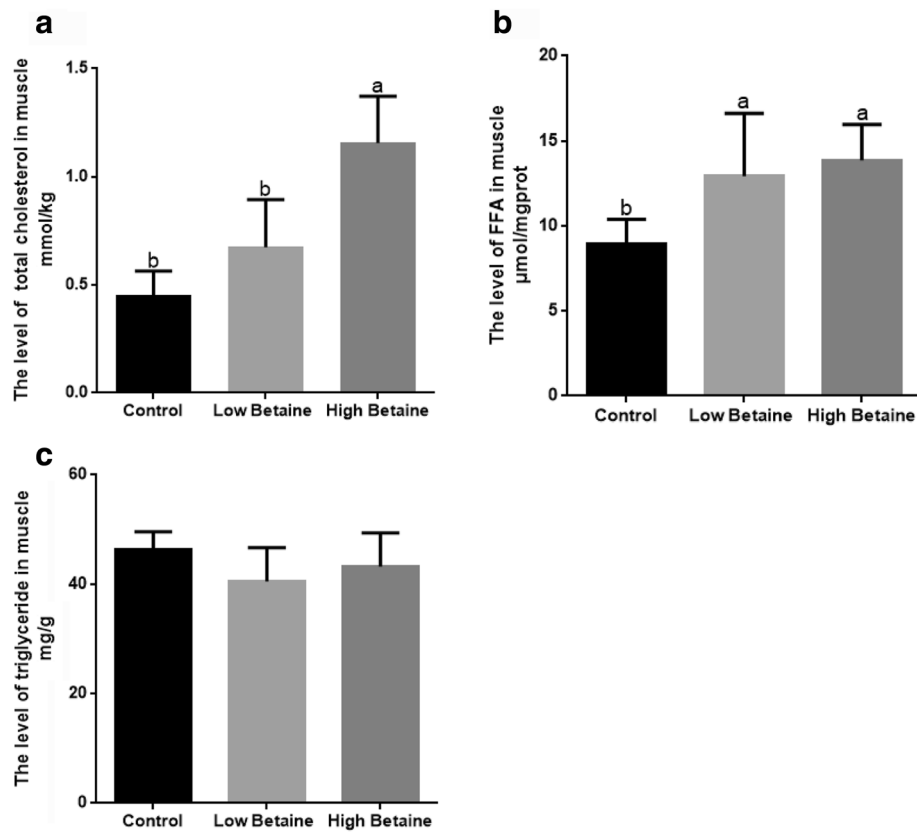 a
The level of total cholesterol in muscle
mmol/kg
1.5
1.0
0.5
0.0
b
b
a
Control
Low Betaine
High Betaine
b
The level of FFA in muscle
μmol/mgprot
20
15
10
5
0
b
a
a
Control
Low Betaine
High Betaine
c
The level of triglyceride in muscle
mg/g
60
40
20
0
Control
Low Betaine
High Betaine